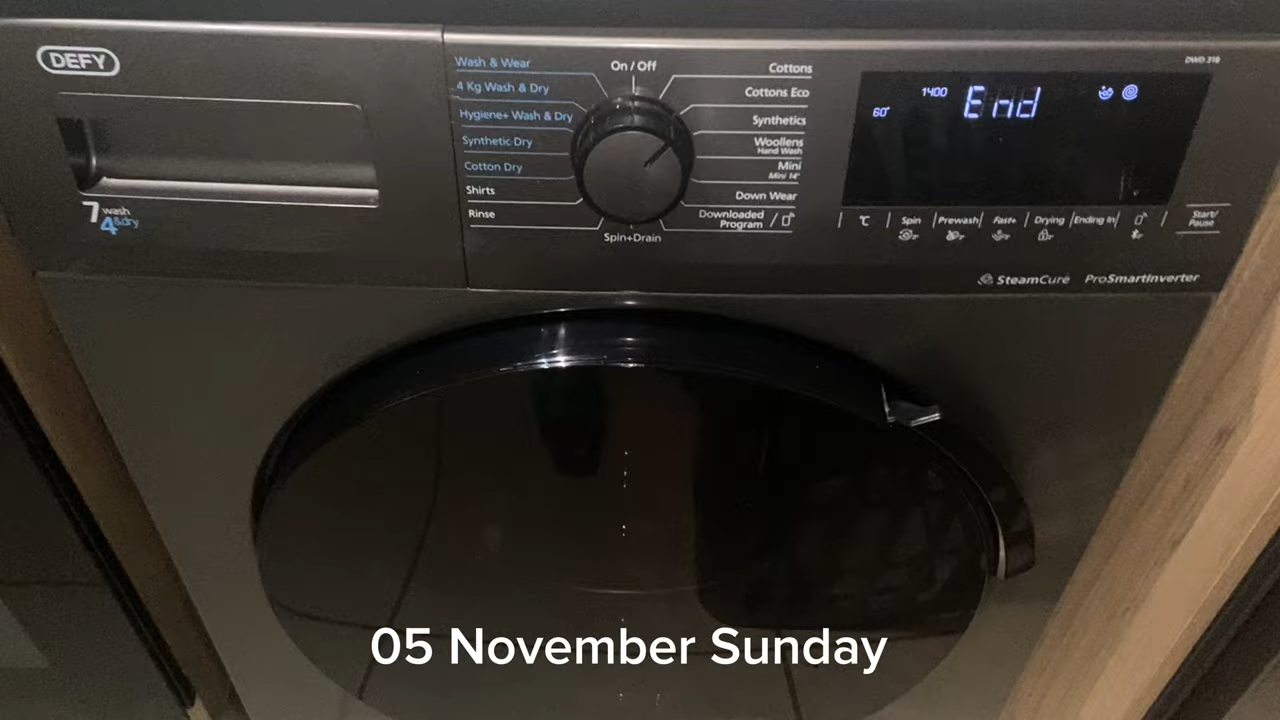 DEFY
7 wash
4 &dry
Wash & Wear
4 Kg Wash & Dry
Hygiene+ Wash & Dry
Synthetic Dry
Cotton Dry
Shirts
Rinse
On / Off
Spin+Drain
Cottons
Cottons Eco
Synthetics
Woollens
Hand Wash
Mini
Mini 14'
Down Wear
Downloaded
Program /
DWD 318
1400 End
60°
°C Spin Prewash Fast+ Drying Ending In Start/
Pause
SteamCure ProSmartInverter
05 November Sunday